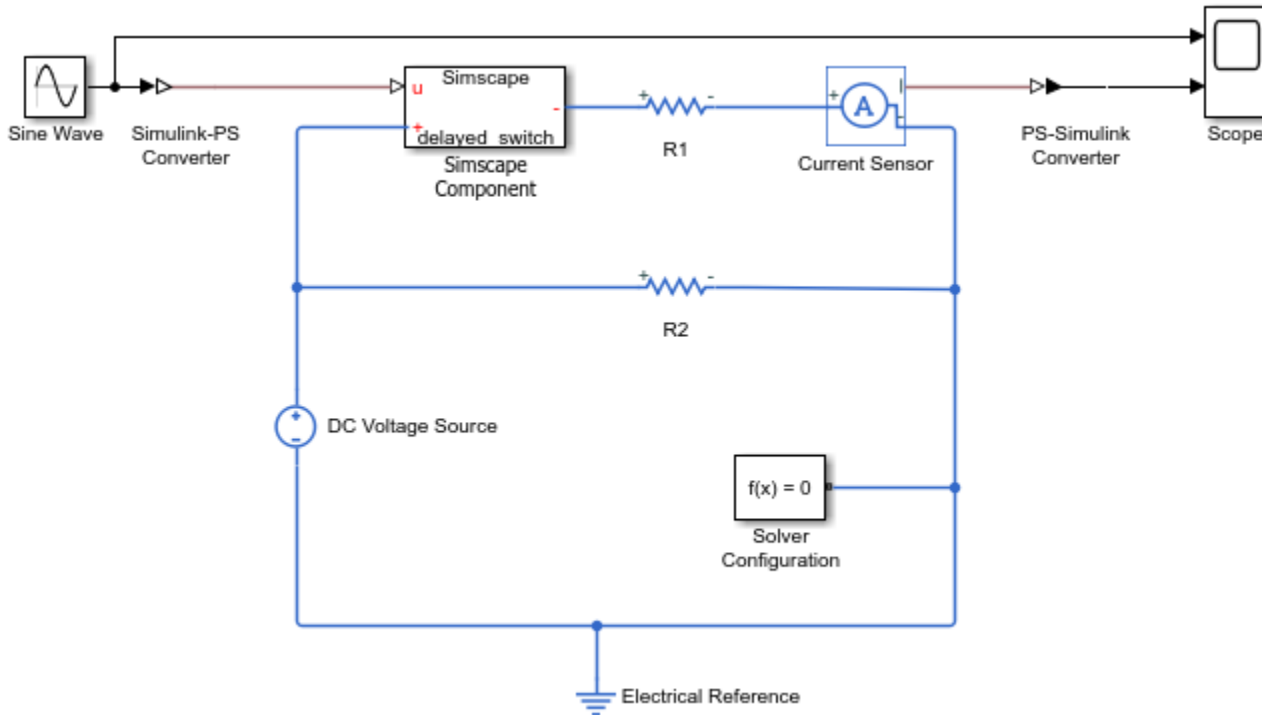 Simscape
u
-
+
delayed_switch
Sine Wave
Simulink-PS
Converter
Simscape
Component
+
-
R1
+
A
I
-
Current Sensor
PS-Simulink
Converter
Scope
+
-
R2
+
-
DC Voltage Source
f(x) = 0
Solver
Configuration
Electrical Reference